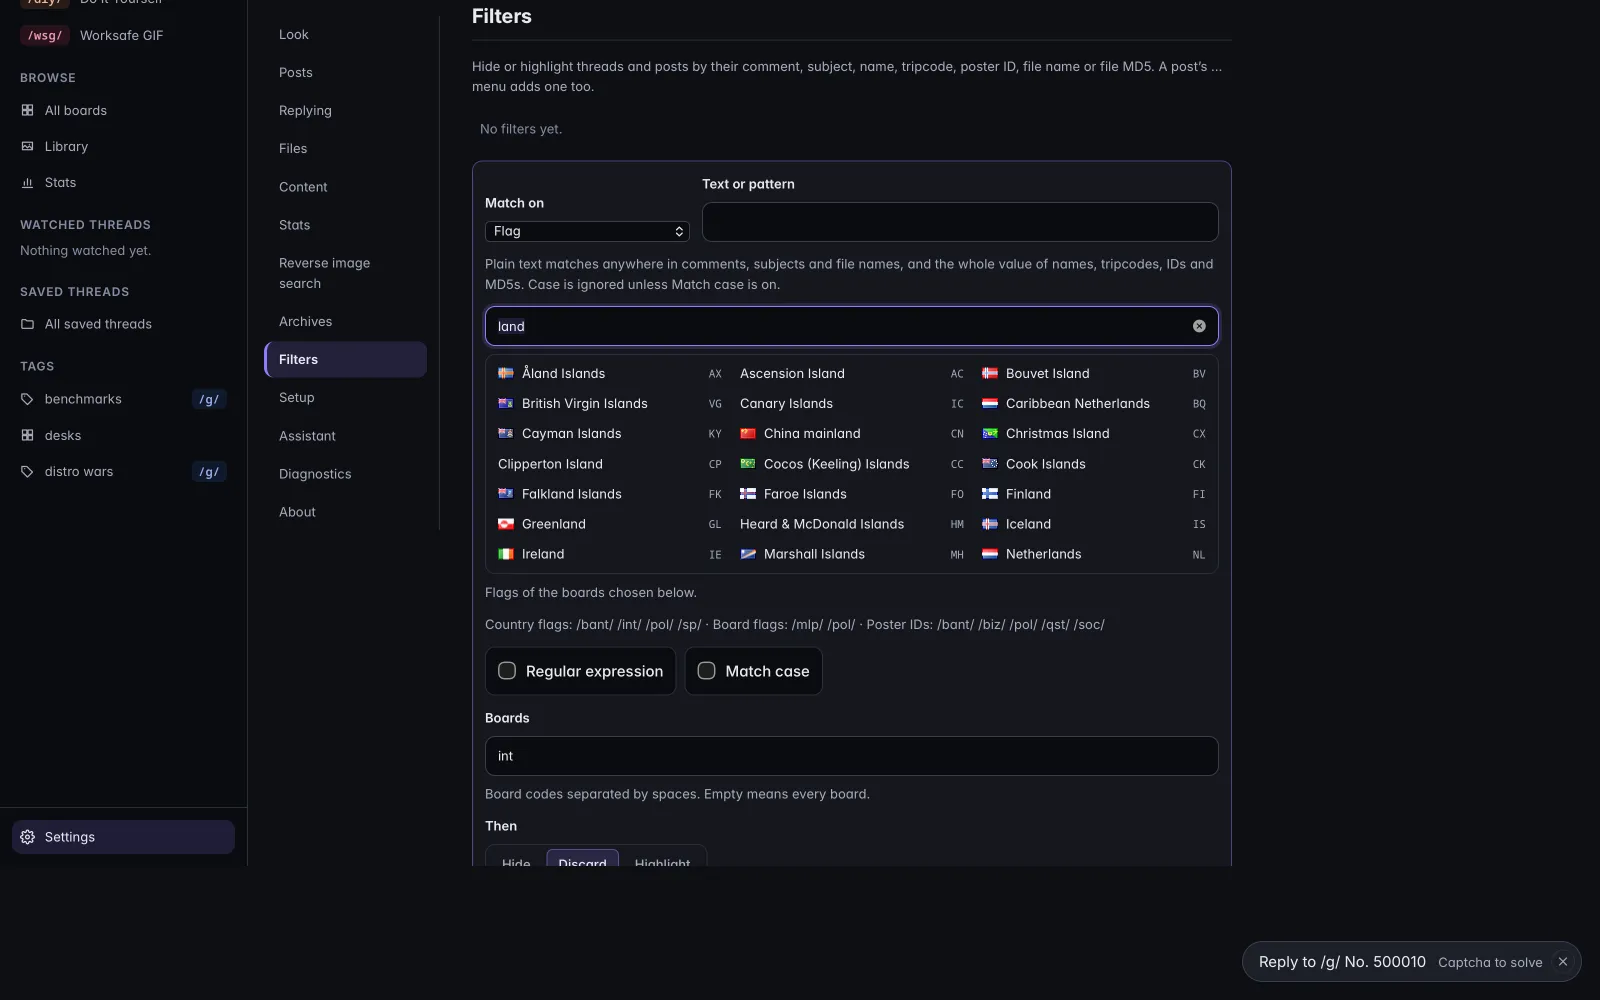 /diy/ Do It Yourself
/wsg/ Worksafe GIF
BROWSE
All boards
Library
Stats
WATCHED THREADS
Nothing watched yet.
SAVED THREADS
All saved threads
TAGS
benchmarks /g/
desks
distro wars /g/
Settings
Look
Posts
Replying
Files
Content
Stats
Reverse image
search
Archives
Filters
Setup
Assistant
Diagnostics
About
Filters
Hide or highlight threads and posts by their comment, subject, name, tripcode, poster ID, file name or file MD5. A post’s …
menu adds one too.
No filters yet.
Match on
Flag
Text or pattern
Plain text matches anywhere in comments, subjects and file names, and the whole value of names, tripcodes, IDs and
MD5s. Case is ignored unless Match case is on.
land
Åland Islands AX Ascension Island AC Bouvet Island BV
British Virgin Islands VG Canary Islands IC Caribbean Netherlands BQ
Cayman Islands KY China mainland CN Christmas Island CX
Clipperton Island CP Cocos (Keeling) Islands CC Cook Islands CK
Falkland Islands FK Faroe Islands FO Finland FI
Greenland GL Heard & McDonald Islands HM Iceland IS
Ireland IE Marshall Islands MH Netherlands NL
Flags of the boards chosen below.
Country flags: /bant/ /int/ /pol/ /sp/ · Board flags: /mlp/ /pol/ · Poster IDs: /bant/ /biz/ /pol/ /qst/ /soc/
Regular expression
Match case
Boards
int
Board codes separated by spaces. Empty means every board.
Then
Hide Discard Highlight
Reply to /g/ No. 500010 Captcha to solve